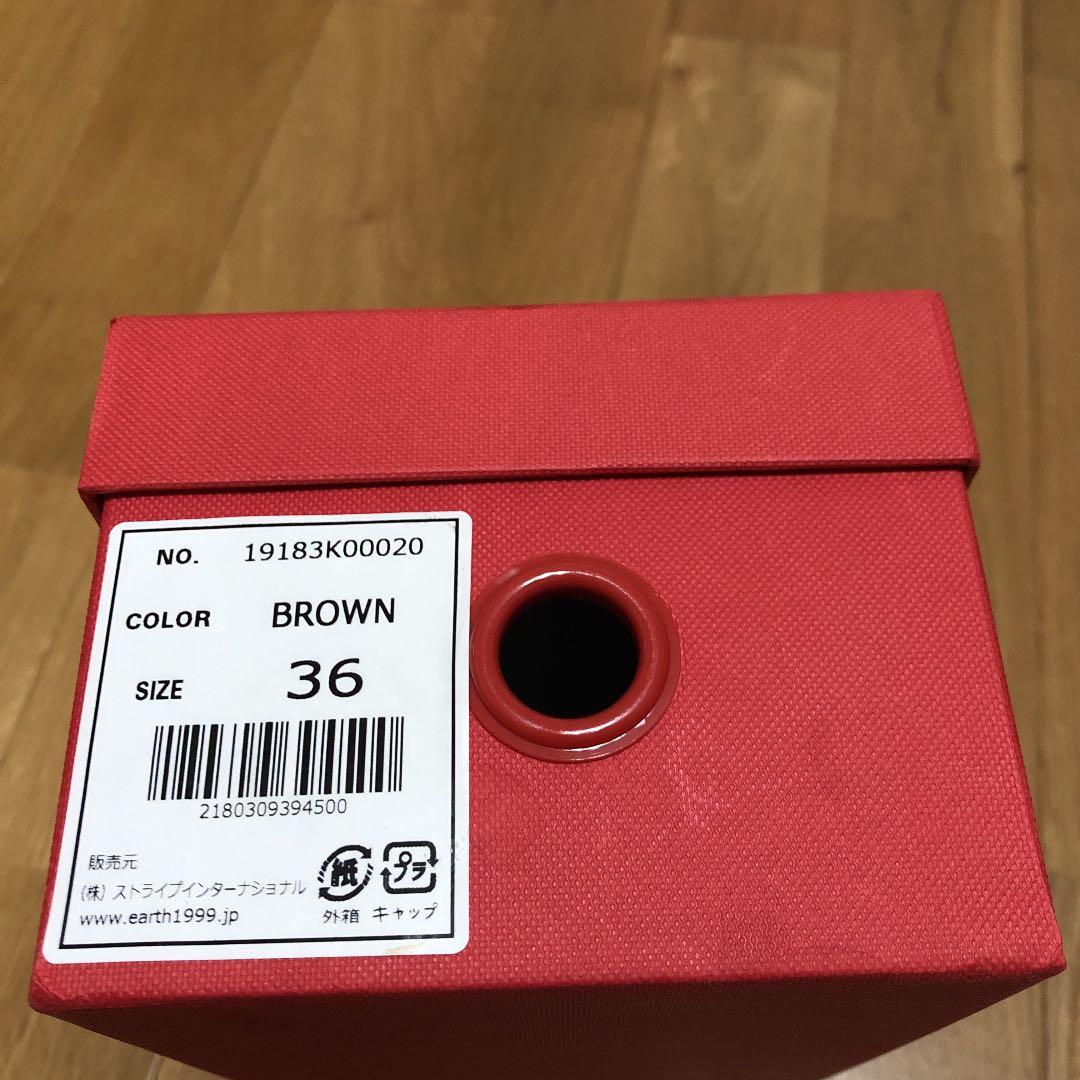 NO. 19183K00020
COLOR BROWN
SIZE 36
2180309394500
販売元
(株) ストライプインターナショナル
www.earth1999.jp
紙 プラ
外箱 キャップ